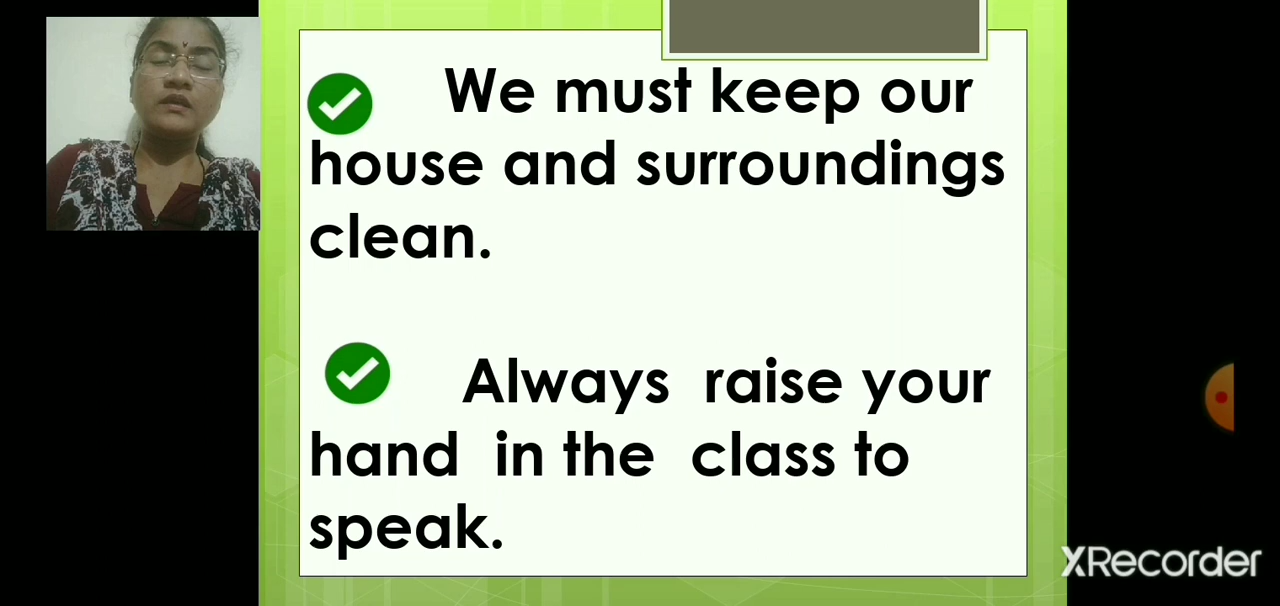 We must keep our
house and surroundings
clean.
Always raise your
hand in the class to
speak.
XRecorder